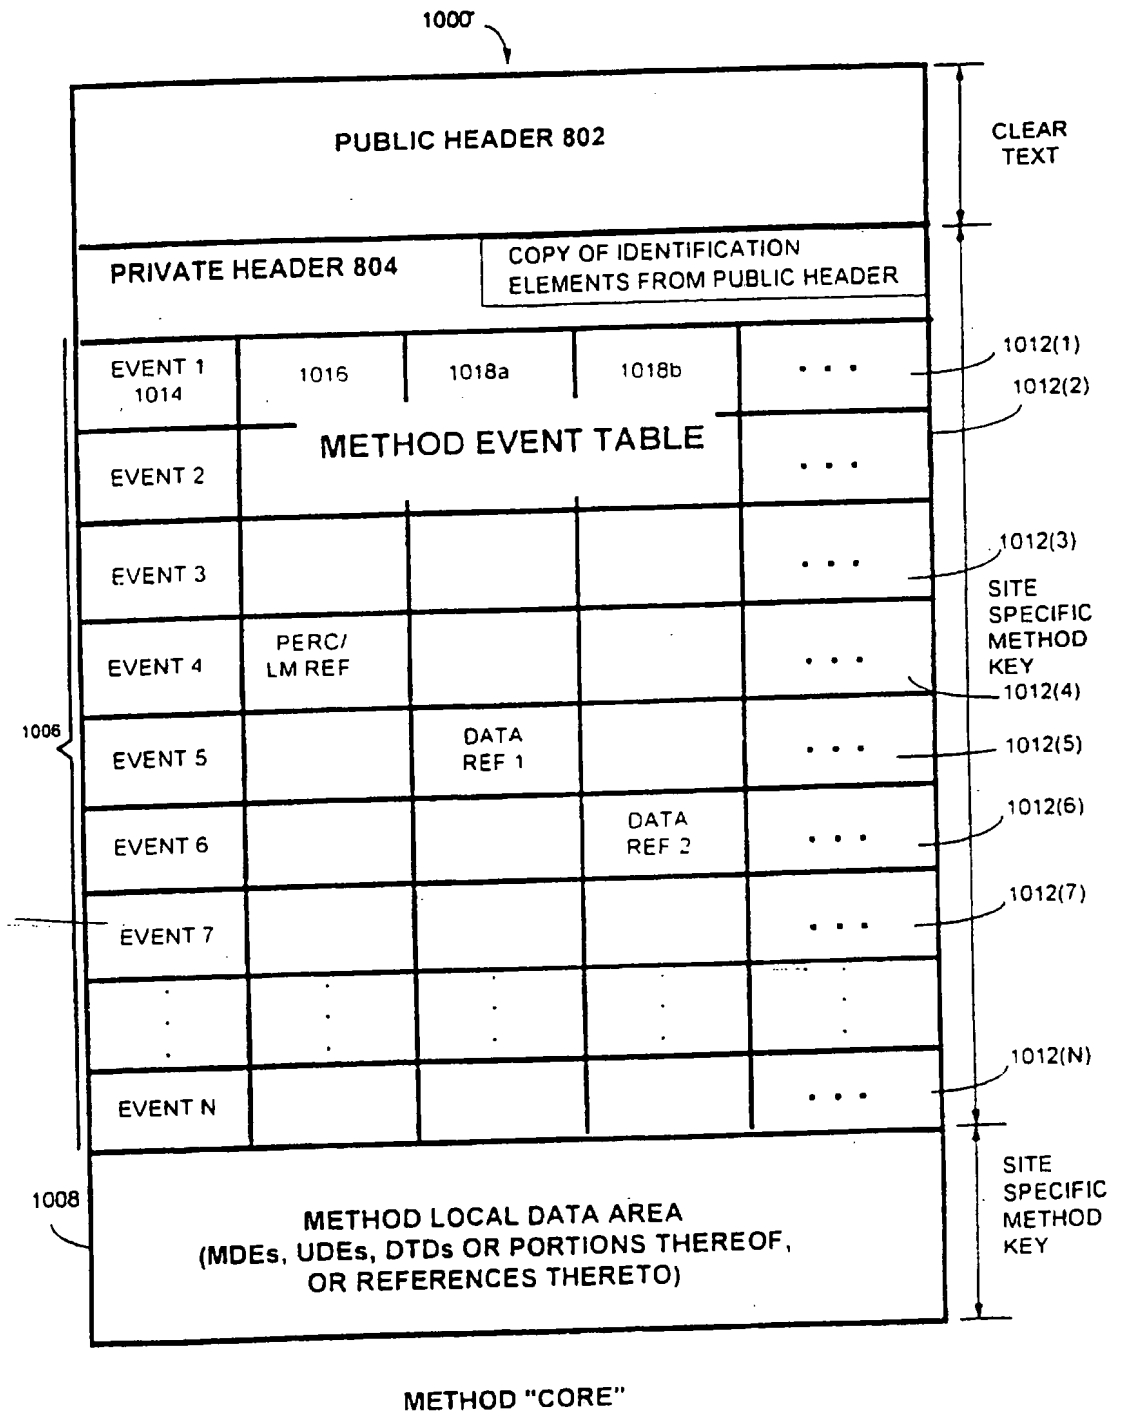 1000
PUBLIC HEADER 802
CLEAR
TEXT
PRIVATE HEADER 804
COPY OF IDENTIFICATION
ELEMENTS FROM PUBLIC HEADER
EVENT 1
1014
1016
1018a
1018b
• • •
1012(1)
1012(2)
METHOD EVENT TABLE
EVENT 2
• • •
EVENT 3
• • •
1012(3)
SITE
SPECIFIC
METHOD
KEY
EVENT 4
PERC/
LM REF
• • •
1012(4)
1006
EVENT 5
DATA
REF 1
• • •
1012(5)
EVENT 6
DATA
REF 2
• • •
1012(6)
EVENT 7
• • •
1012(7)
EVENT N
• • •
1012(N)
1008
METHOD LOCAL DATA AREA
(MDEs, UDEs, DTDs OR PORTIONS THEREOF,
OR REFERENCES THERETO)
SITE
SPECIFIC
METHOD
KEY
METHOD "CORE"